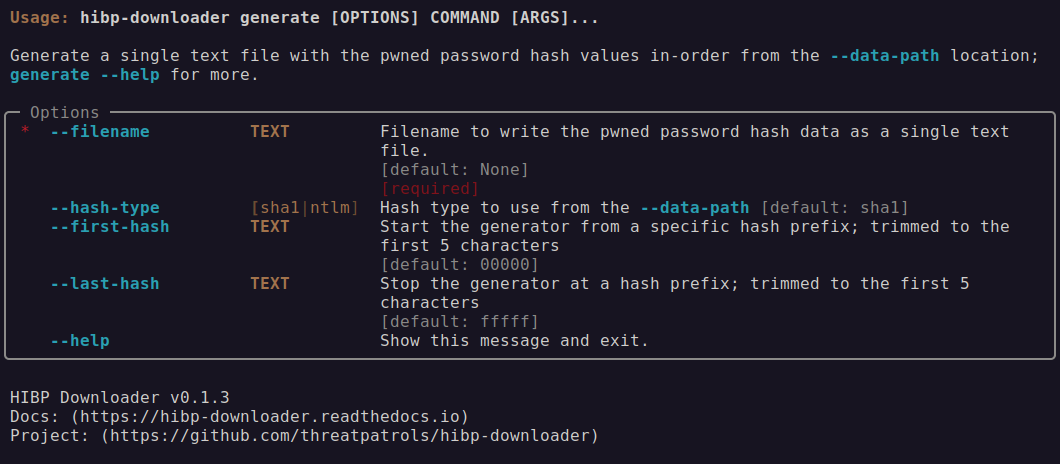 Usage: hibp-downloader generate [OPTIONS] COMMAND [ARGS]...
Generate a single text file with the pwned password hash values in-order from the --data-path location;
generate --help for more.
Options
* --filename TEXT Filename to write the pwned password hash data as a single text
file.
[default: None]
[required]
--hash-type [sha1|ntlm] Hash type to use from the --data-path [default: sha1]
--first-hash TEXT Start the generator from a specific hash prefix; trimmed to the
first 5 characters
[default: 00000]
--last-hash TEXT Stop the generator at a hash prefix; trimmed to the first 5
characters
[default: fffff]
--help Show this message and exit.
HIBP Downloader v0.1.3
Docs: (https://hibp-downloader.readthedocs.io)
Project: (https://github.com/threatpatrols/hibp-downloader)